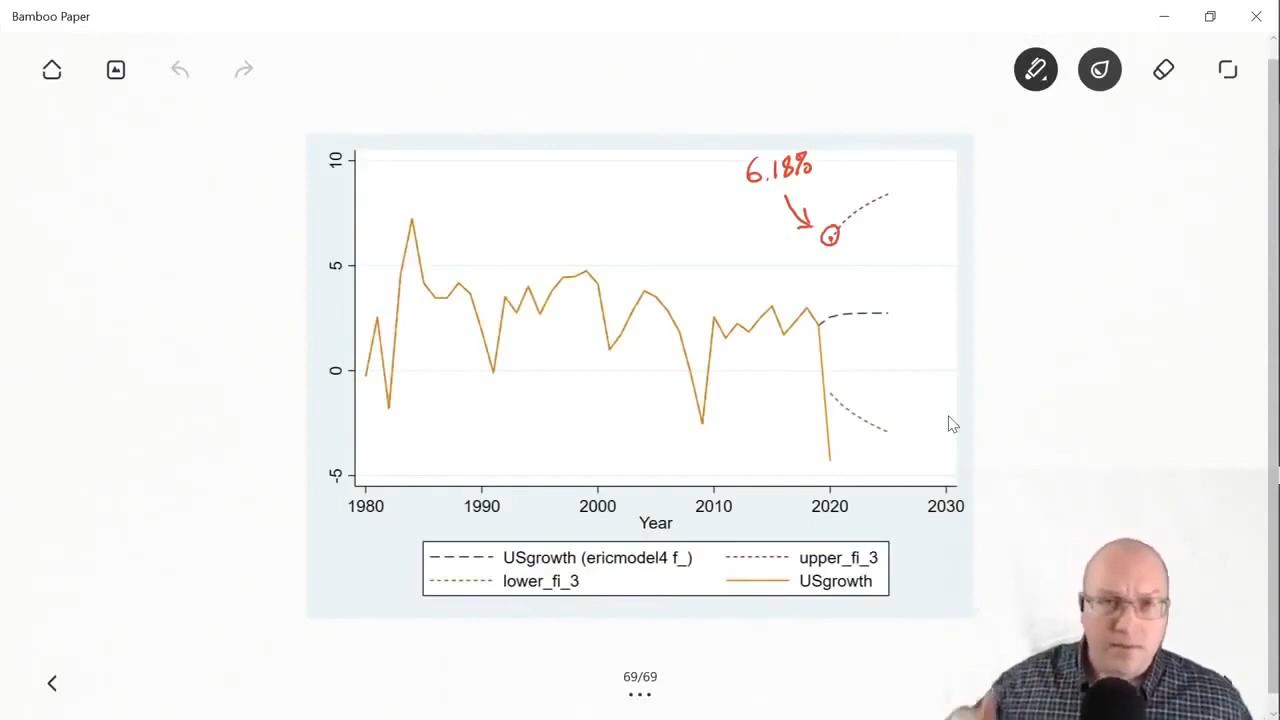 Bamboo Paper
6.18%
10
5
0
-5
1980 1990 2000 2010 2020 2030
Year
USgrowth (ericmodel4 f_) upper_fi_3
lower_fi_3 USgrowth
69/69